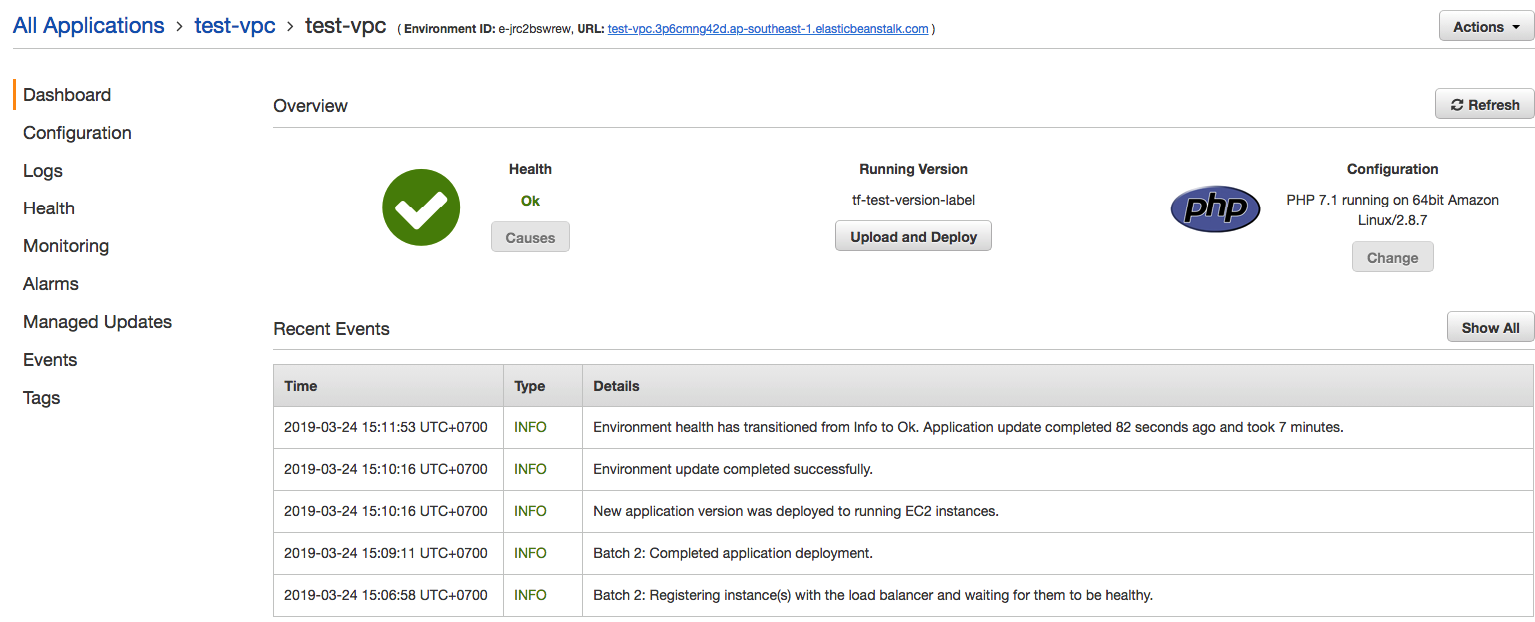 All Applications > test-vpc > test-vpc ( Environment ID: e-jrc2bswrew, URL: test-vpc.3p6cmng42d.ap-southeast-1.elasticbeanstalk.com )
Actions
Dashboard
Configuration
Logs
Health
Monitoring
Alarms
Managed Updates
Events
Tags
Overview
Refresh
Health
Ok
Causes
Running Version
tf-test-version-label
Upload and Deploy
php
Configuration
PHP 7.1 running on 64bit Amazon
Linux/2.8.7
Change
Recent Events
Show All
Time Type Details
2019-03-24 15:11:53 UTC+0700 INFO Environment health has transitioned from Info to Ok. Application update completed 82 seconds ago and took 7 minutes.
2019-03-24 15:10:16 UTC+0700 INFO Environment update completed successfully.
2019-03-24 15:10:16 UTC+0700 INFO New application version was deployed to running EC2 instances.
2019-03-24 15:09:11 UTC+0700 INFO Batch 2: Completed application deployment.
2019-03-24 15:06:58 UTC+0700 INFO Batch 2: Registering instance(s) with the load balancer and waiting for them to be healthy.